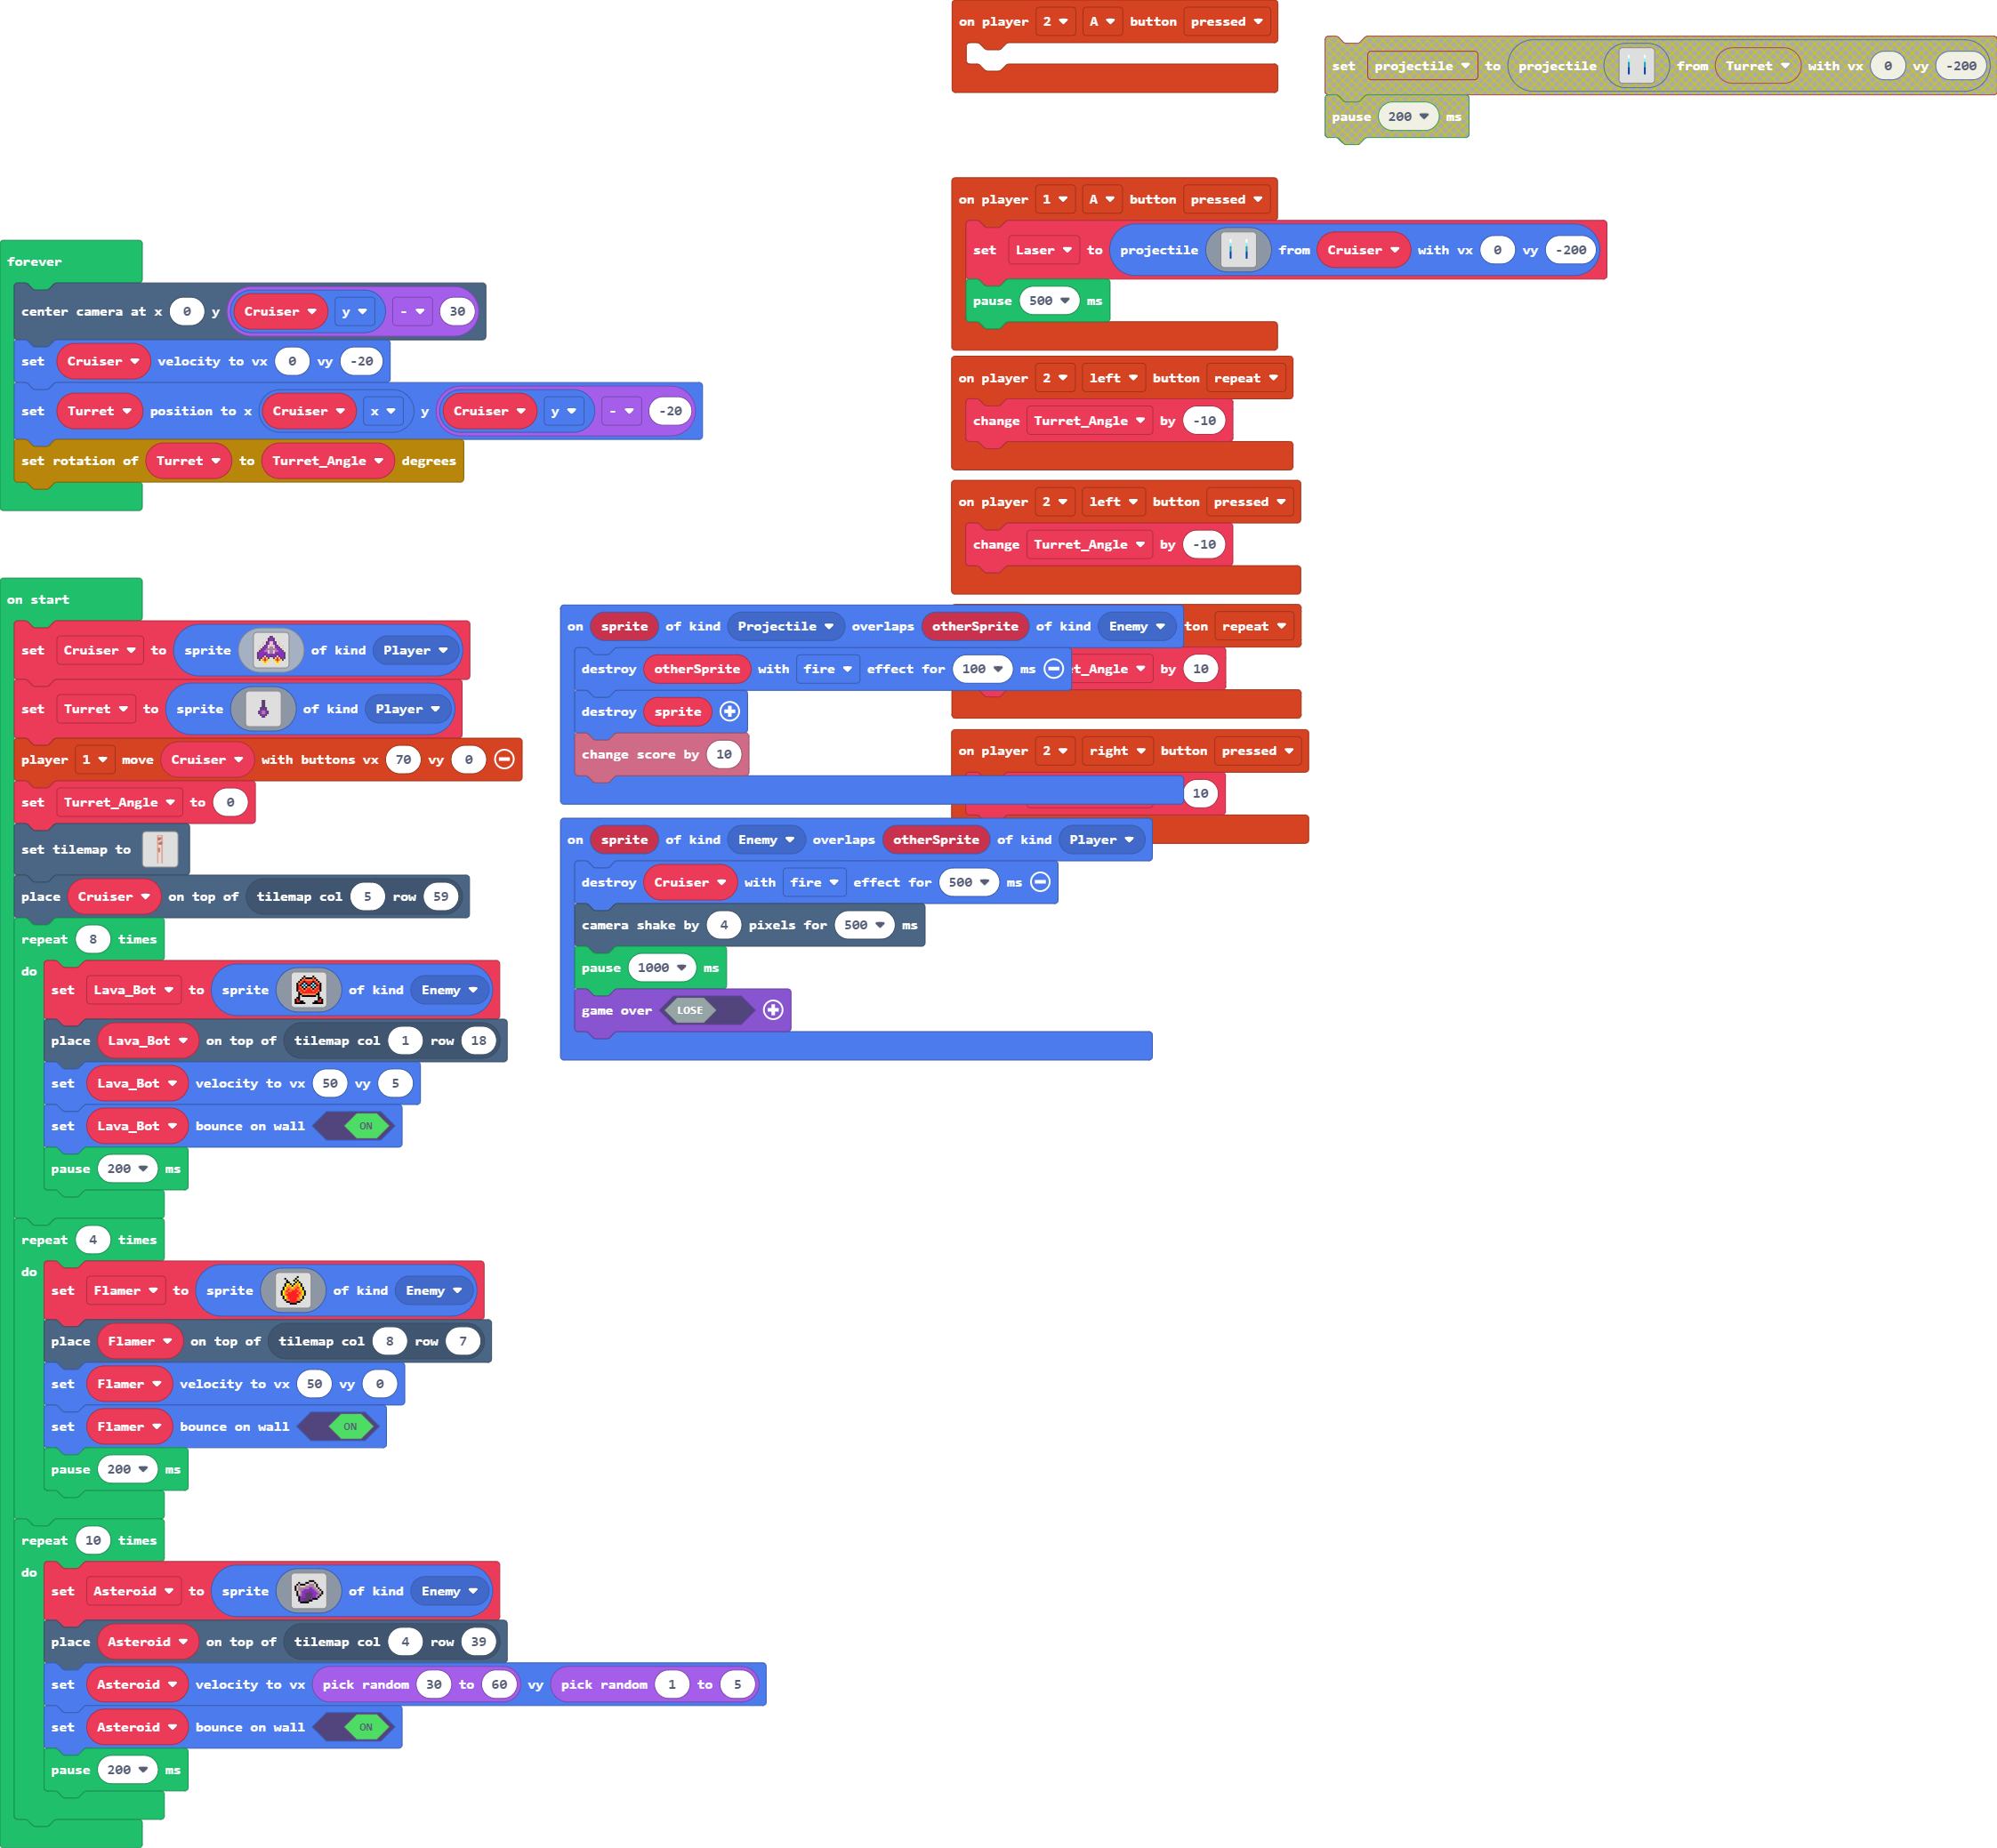 on player 2 A button pressed
set projectile to projectile from Turret with vx 0 vy -200
pause 200 ms
on player 1 A button pressed
set Laser to projectile from Cruiser with vx 0 vy -200
pause 500 ms
on player 2 left button repeat
change Turret_Angle by -10
on player 2 left button pressed
change Turret_Angle by -10
ton repeat
t_Angle by 10
on player 2 right button pressed
10
forever
center camera at x 0 y Cruiser y - 30
set Cruiser velocity to vx 0 vy -20
set Turret position to x Cruiser x y Cruiser y - -20
set rotation of Turret to Turret_Angle degrees
on start
set Cruiser to sprite of kind Player
set Turret to sprite of kind Player
player 1 move Cruiser with buttons vx 70 vy 0
set Turret_Angle to 0
set tilemap to
place Cruiser on top of tilemap col 5 row 59
repeat 8 times
do
set Lava_Bot to sprite of kind Enemy
place Lava_Bot on top of tilemap col 1 row 18
set Lava_Bot velocity to vx 50 vy 5
set Lava_Bot bounce on wall ON
pause 200 ms
repeat 4 times
do
set Flamer to sprite of kind Enemy
place Flamer on top of tilemap col 8 row 7
set Flamer velocity to vx 50 vy 0
set Flamer bounce on wall ON
pause 200 ms
repeat 10 times
do
set Asteroid to sprite of kind Enemy
place Asteroid on top of tilemap col 4 row 39
set Asteroid velocity to vx pick random 30 to 60 vy pick random 1 to 5
set Asteroid bounce on wall ON
pause 200 ms
on sprite of kind Projectile overlaps otherSprite of kind Enemy
destroy otherSprite with fire effect for 100 ms
destroy sprite
change score by 10
on sprite of kind Enemy overlaps otherSprite of kind Player
destroy Cruiser with fire effect for 500 ms
camera shake by 4 pixels for 500 ms
pause 1000 ms
game over LOSE